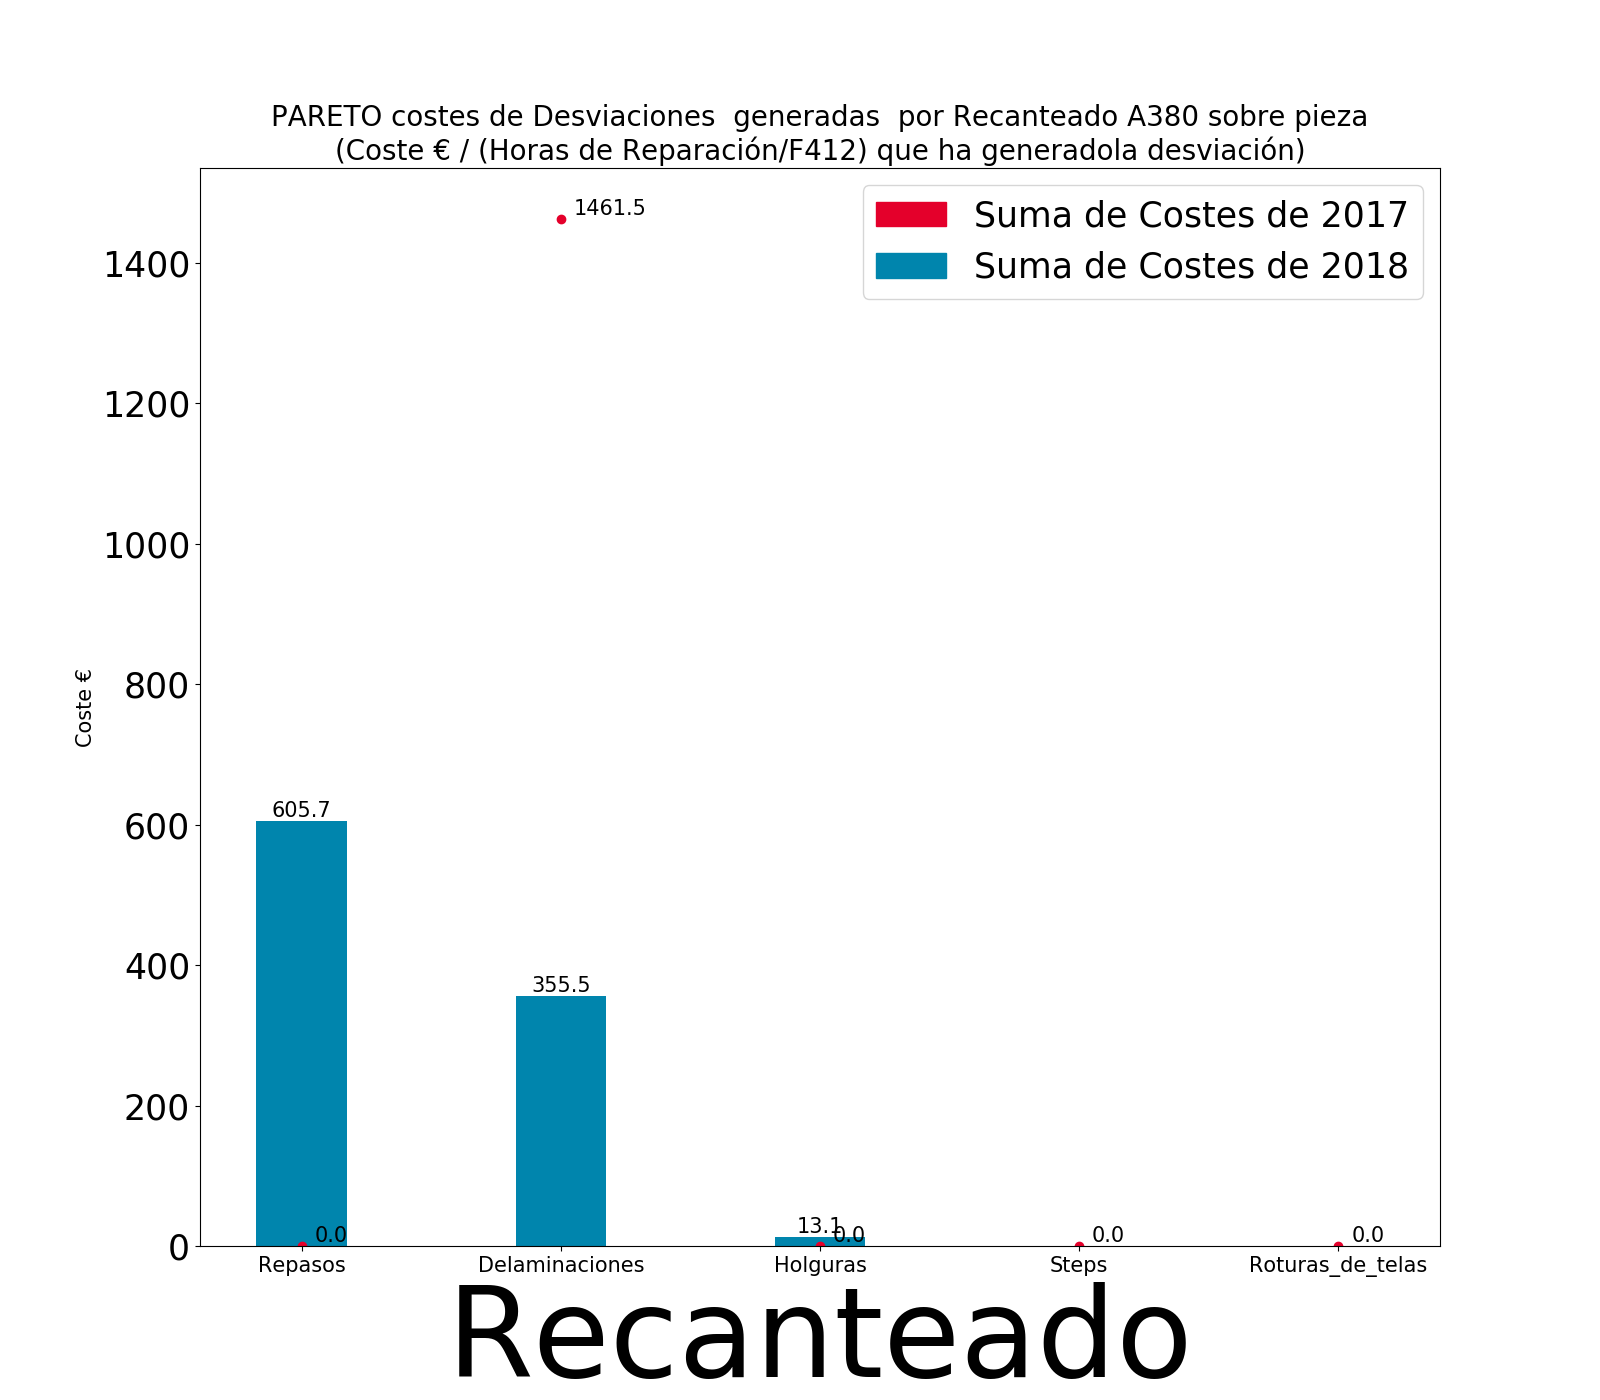 PARETO costes de Desviaciones  generadas  por Recanteado A380 sobre pieza
(Coste € / (Horas de Reparación/F412) que ha generadola desviación)
1461.5
Suma de Costes de 2017
Suma de Costes de 2018
1400
1200
1000
800
600
400
200
0
Coste €
605.7
355.5
13.1
0.0
0.0
0.0
0.0
Repasos
Delaminaciones
Holguras
Steps
Roturas_de_telas
Recanteado